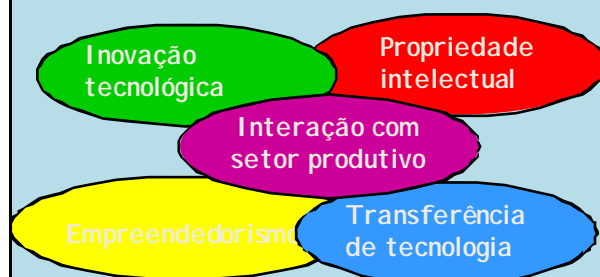 Inovação
tecnológica
Propriedade
intelectual
Interação com
setor produtivo
Empreendedorismo
Transferência
de tecnologia